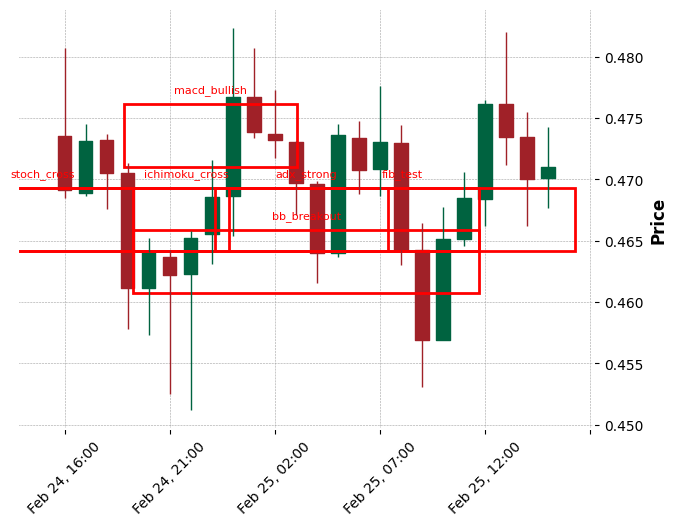 0.480
macd_bullish
0.475
stoch_cross
ichimoku_cross
adx_strong
fib_test
0.470
bb_breakout
0.465
0.460
0.455
0.450
Price
Feb 24, 16:00
Feb 24, 21:00
Feb 25, 02:00
Feb 25, 07:00
Feb 25, 12:00